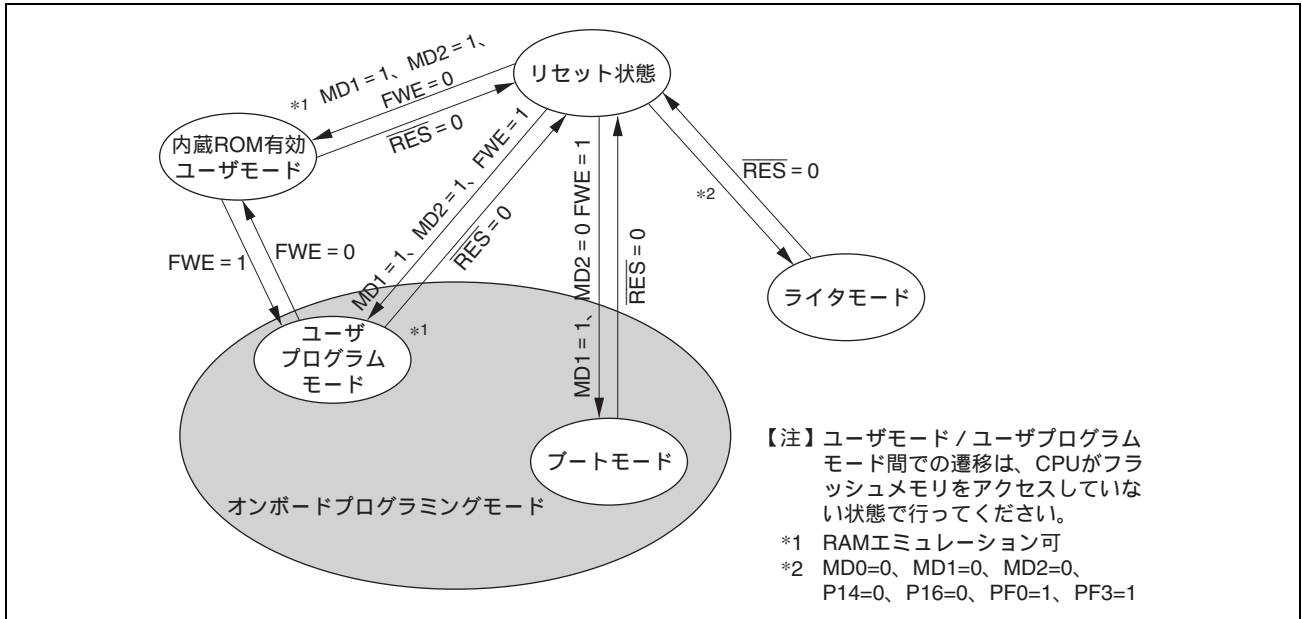 リセット状態
*1 MD1 = 1、MD2 = 1、
FWE = 0
RES = 0
内蔵ROM有効
ユーザモード
MD1 = 1、MD2 = 1、FWE = 1
RES = 0
MD1 = 1、MD2 = 0 FWE = 1
RES = 0
RES = 0
*2
FWE = 1
FWE = 0
ライタモード
ユーザ
プログラム
モード
*1
ブートモード
オンボードプログラミングモード
【注】ユーザモード / ユーザプログラム
モード間での遷移は、CPUがフラ
ッシュメモリをアクセスしていな
い状態で行ってください。
*1 RAMエミュレーション可
*2 MD0=0、MD1=0、MD2=0、
P14=0、P16=0、PF0=1、PF3=1